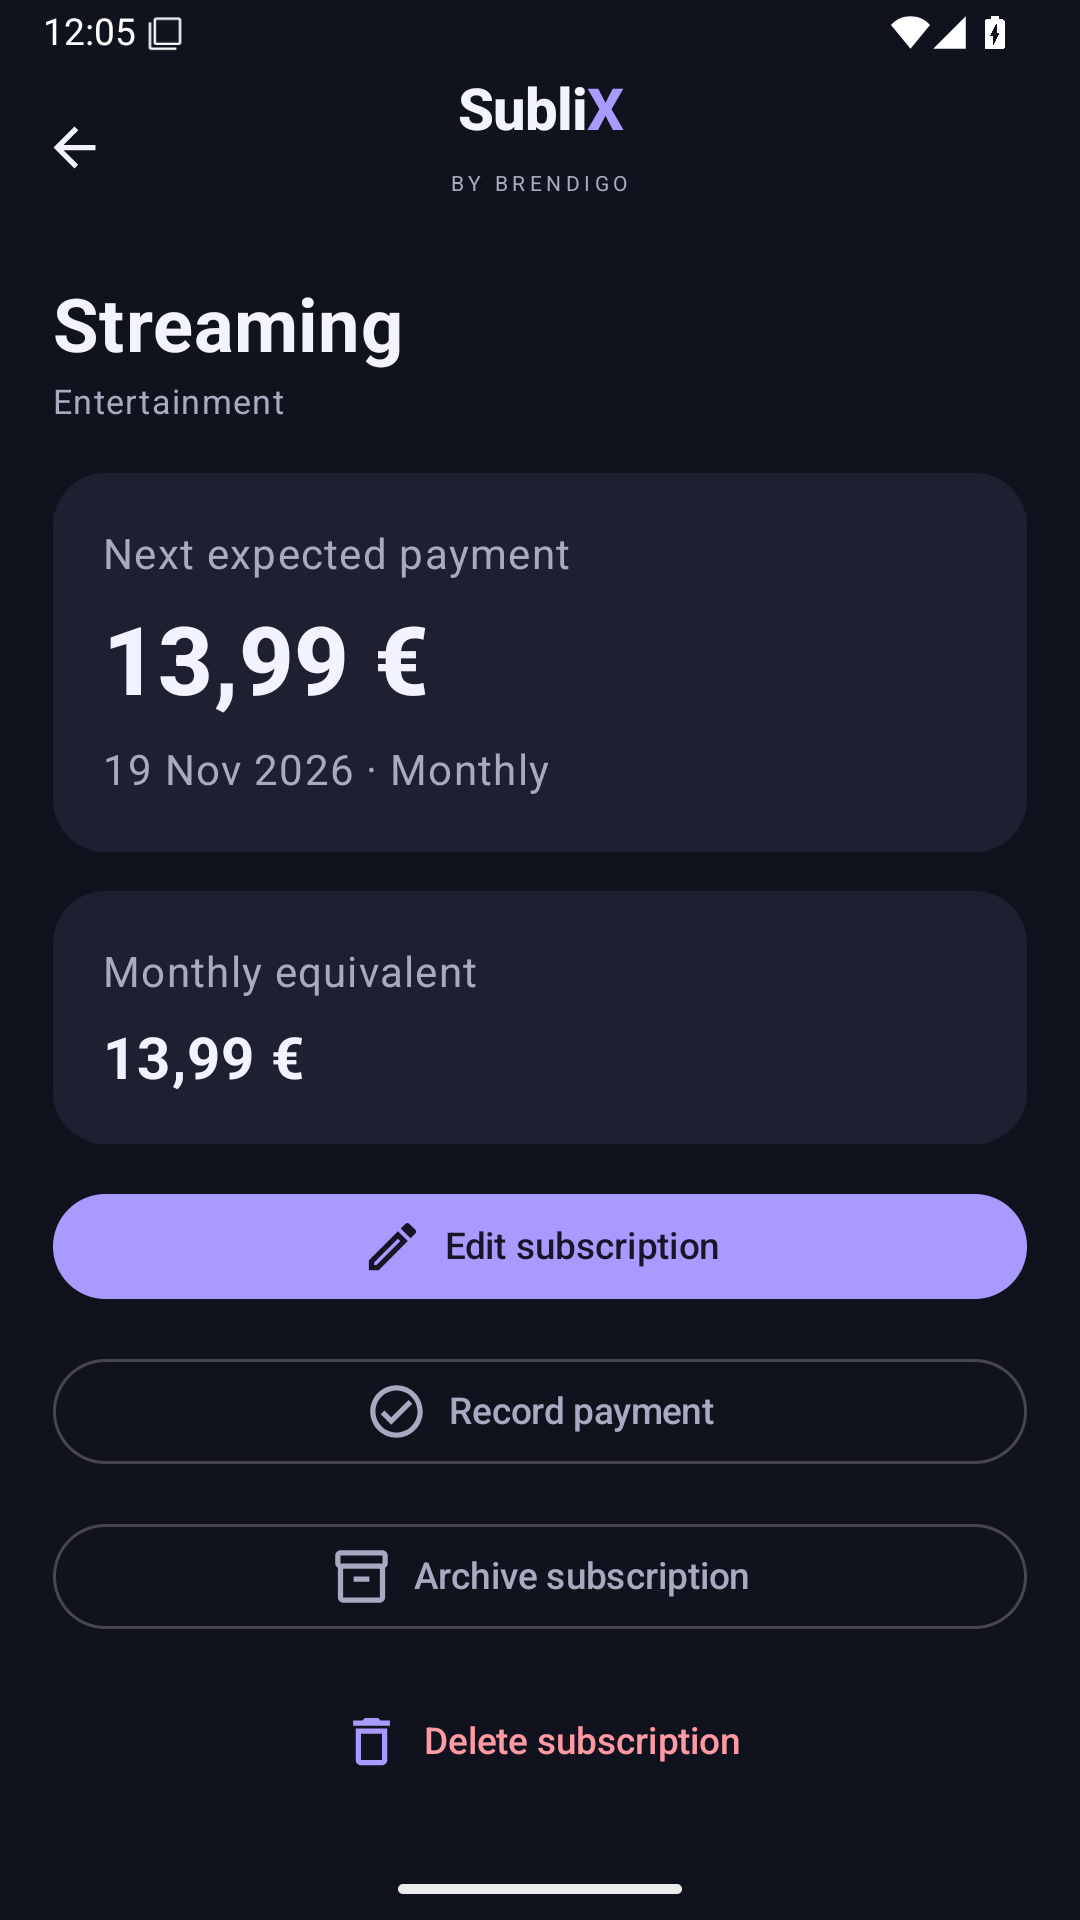 12:05
SubliX
BY BRENDIGO
Streaming
Entertainment
Next expected payment
13,99 €
19 Nov 2026 · Monthly
Monthly equivalent
13,99 €
Edit subscription
Record payment
Archive subscription
Delete subscription